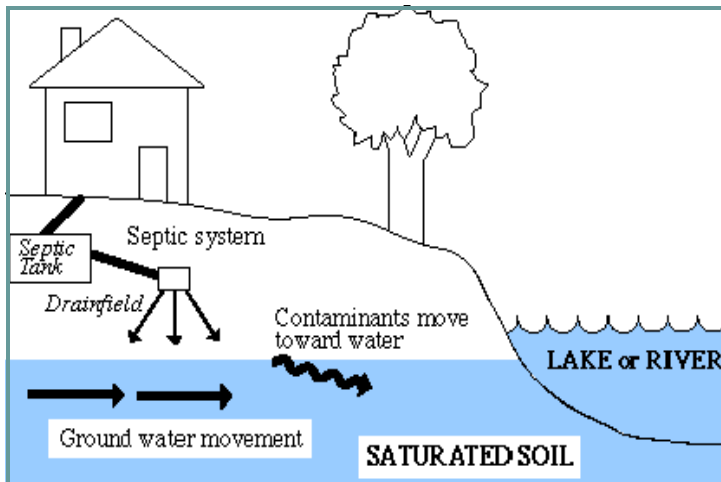 Septic system
Septic
Tank
Drainfield
Contaminants move
toward water
LAKE or RIVER
Ground water movement
SATURATED SOIL